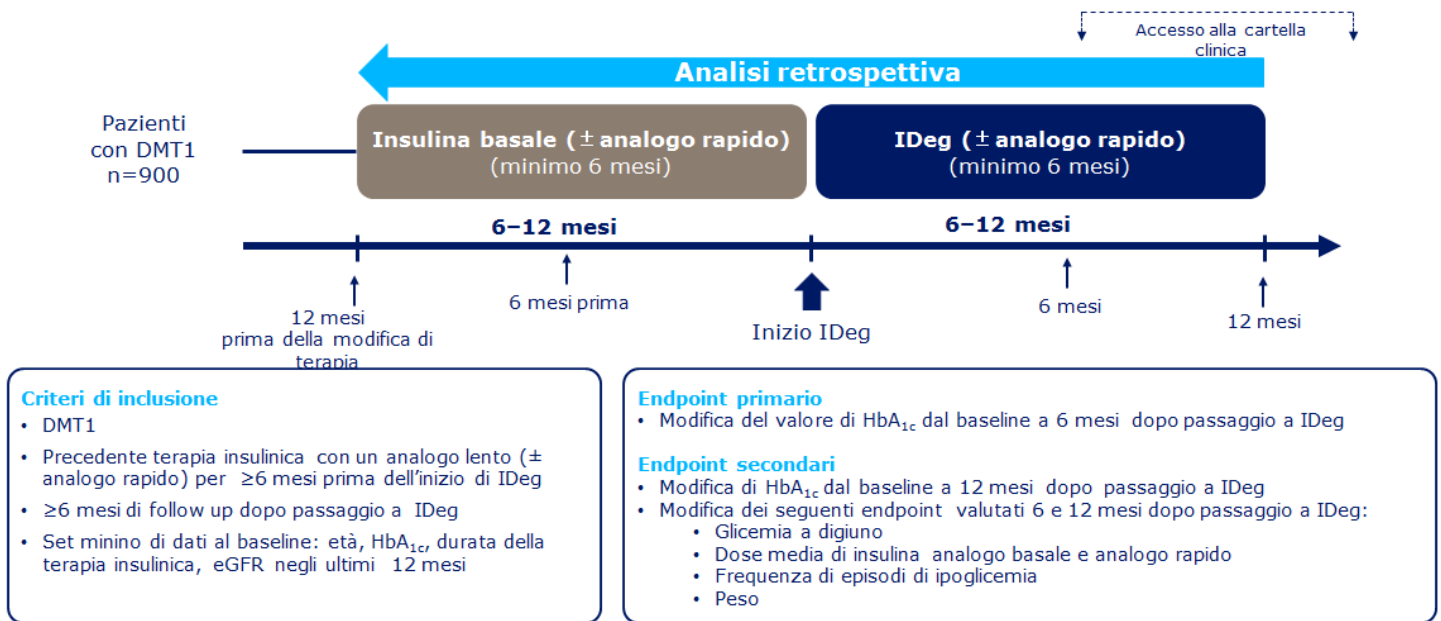 Accesso alla cartella
clinica
Analisi retrospettiva
Pazienti
con DMT1
n=900
Insulina basale (± analogo rapido)
(minimo 6 mesi)
IDeg (± analogo rapido)
(minimo 6 mesi)
6–12 mesi
6–12 mesi
12 mesi
prima della modifica di
terapia
6 mesi prima
Inizio IDeg
6 mesi
12 mesi
Criteri di inclusione
• DMT1
• Precedente terapia insulinica con un analogo lento (±
analogo rapido) per ≥6 mesi prima dell’inizio di IDeg
• ≥6 mesi di follow up dopo passaggio a IDeg
• Set minino di dati al baseline: età, HbA1c, durata della
terapia insulinica, eGFR negli ultimi 12 mesi
Endpoint primario
• Modifica del valore di HbA1c dal baseline a 6 mesi dopo passaggio a IDeg
Endpoint secondari
• Modifica di HbA1c dal baseline a 12 mesi dopo passaggio a IDeg
• Modifica dei seguenti endpoint valutati 6 e 12 mesi dopo passaggio a IDeg:
• Glicemia a digiuno
• Dose media di insulina analogo basale e analogo rapido
• Frequenza di episodi di ipoglicemia
• Peso